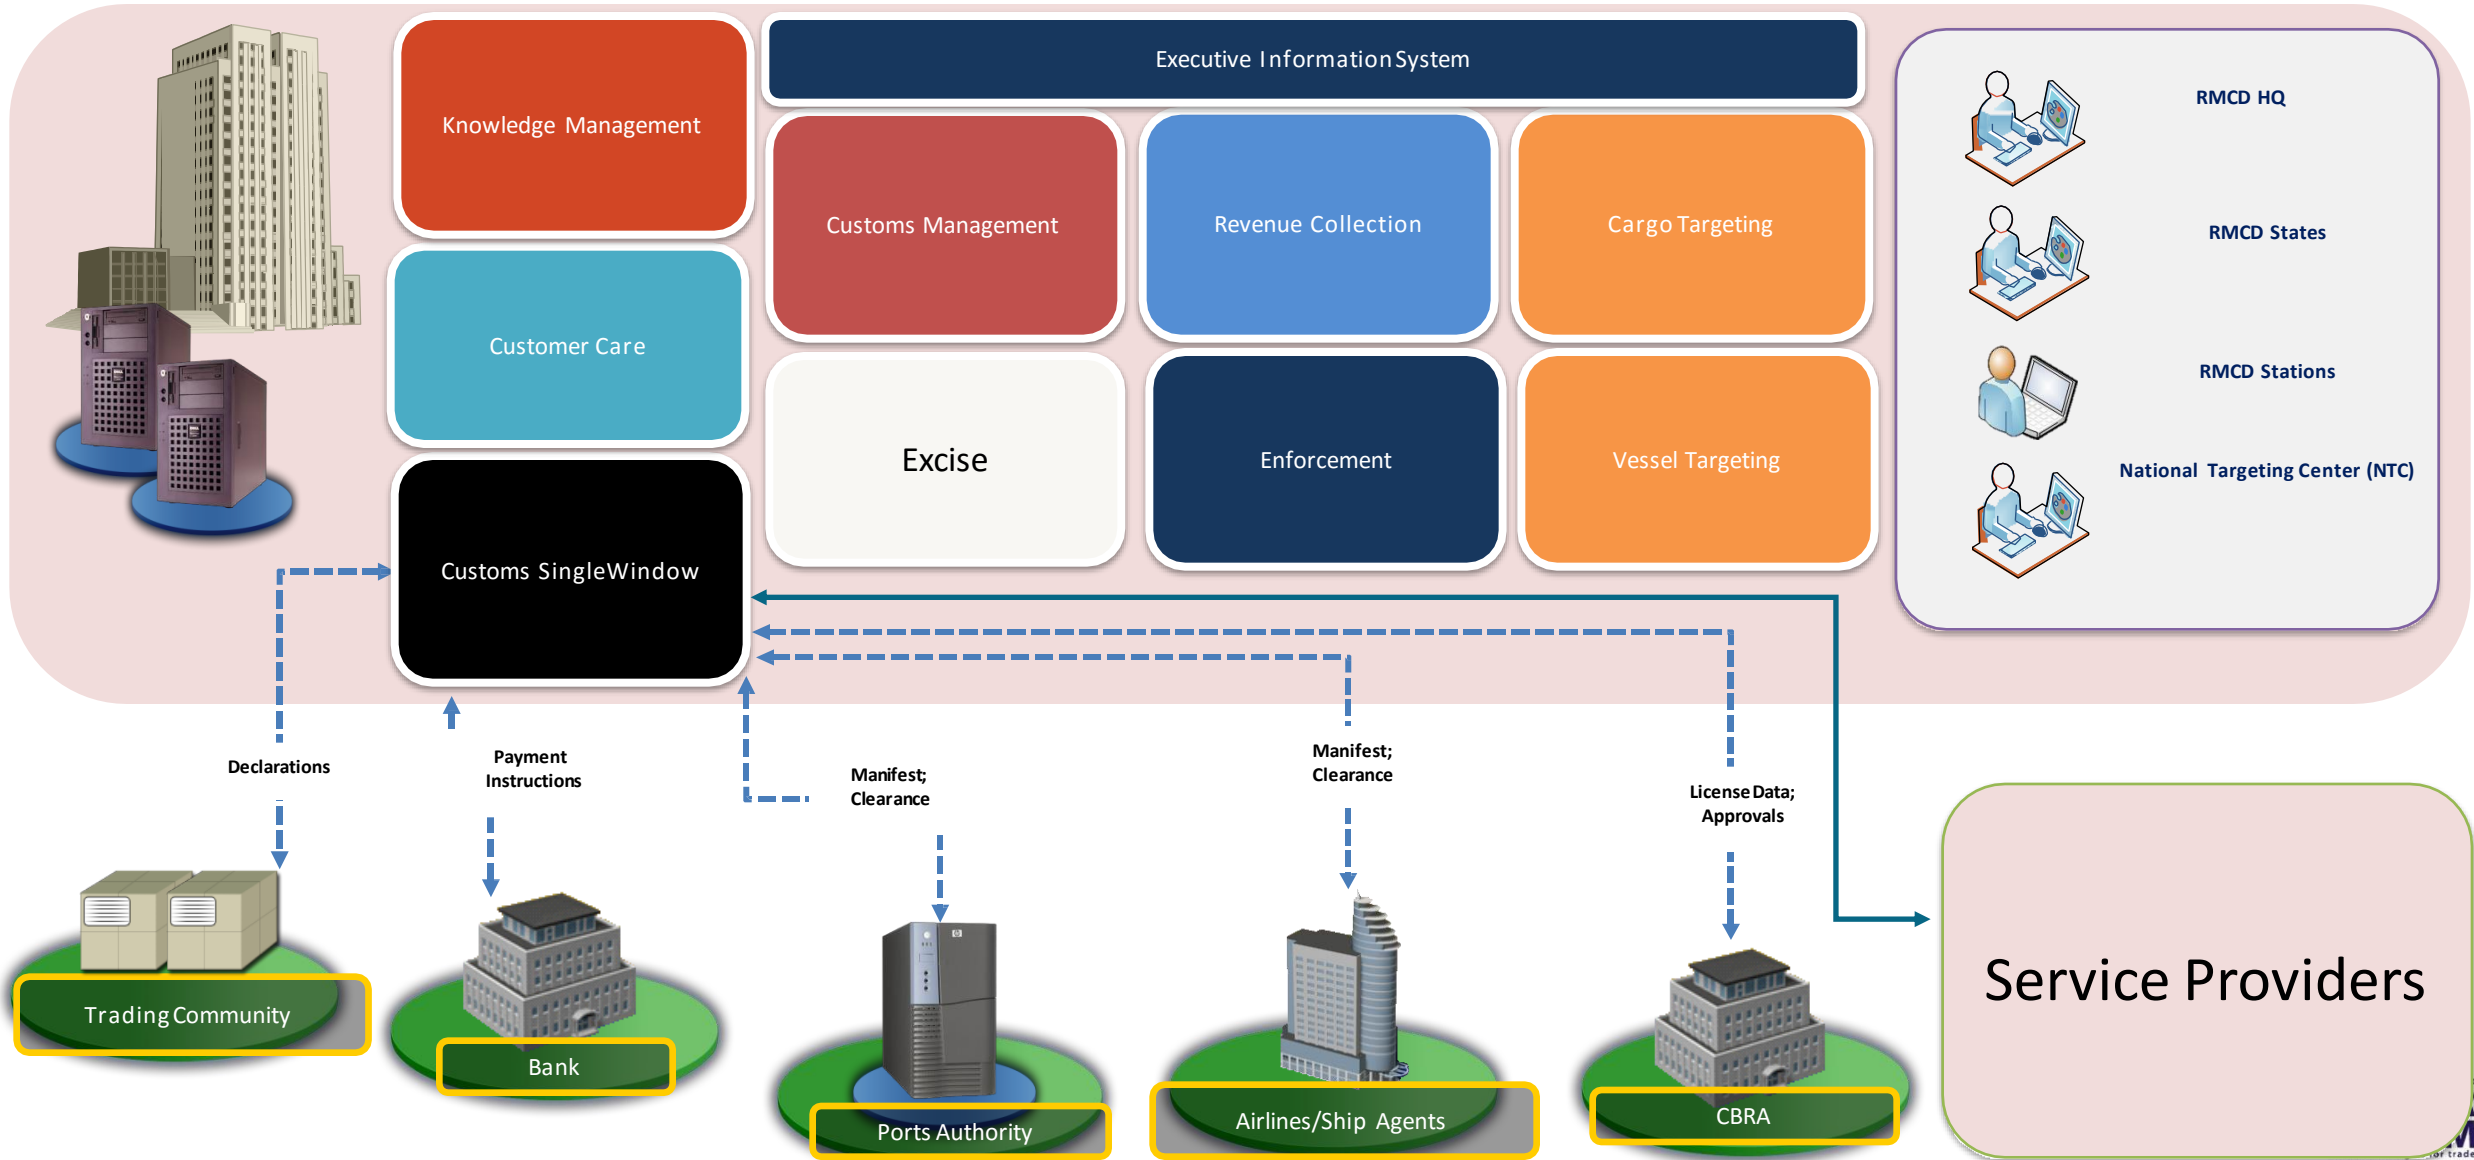 Executive Information System
Knowledge Management
Customs Management
Revenue Collection
Cargo Targeting
Customer Care
Excise
Enforcement
Vessel Targeting
Customs SingleWindow
RMCD HQ
RMCD States
RMCD Stations
National Targeting Center (NTC)
Declarations
Payment
Instructions
Manifest;
Clearance
Manifest;
Clearance
License Data;
Approvals
Trading Community
Bank
Ports Authority
Airlines/Ship Agents
CBRA
Service Providers
for trade